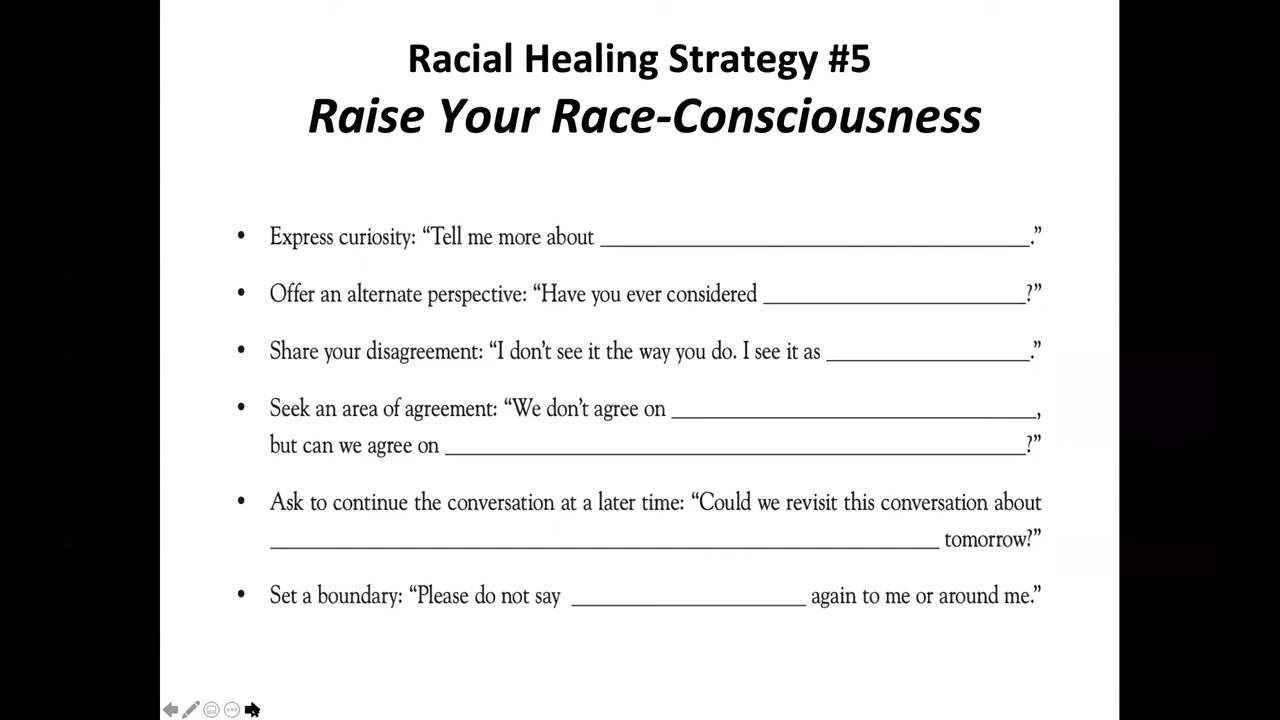 Racial Healing Strategy #5
Raise Your Race-Consciousness
• Express curiosity: “Tell me more about ______________________________.”
• Offer an alternate perspective: “Have you ever considered ____________________?”
• Share your disagreement: “I don’t see it the way you do. I see it as ________________.”
• Seek an area of agreement: “We don’t agree on ____________________________,
but can we agree on ____________________________________________?”
• Ask to continue the conversation at a later time: “Could we revisit this conversation about
__________________________________________________ tomorrow?”
• Set a boundary: “Please do not say __________________ again to me or around me.”